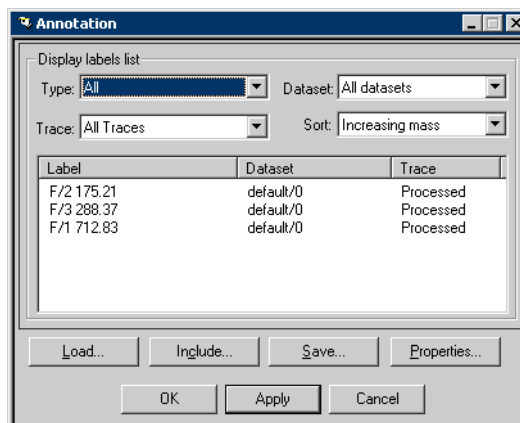 Annotation
Display labels list
Type: All Dataset: All datasets
Trace: All Traces Sort: Increasing mass
Label Dataset Trace
F/2 175.21 default/0 Processed
F/3 288.37 default/0 Processed
F/1 712.83 default/0 Processed
Load... Include... Save... Properties...
OK Apply Cancel